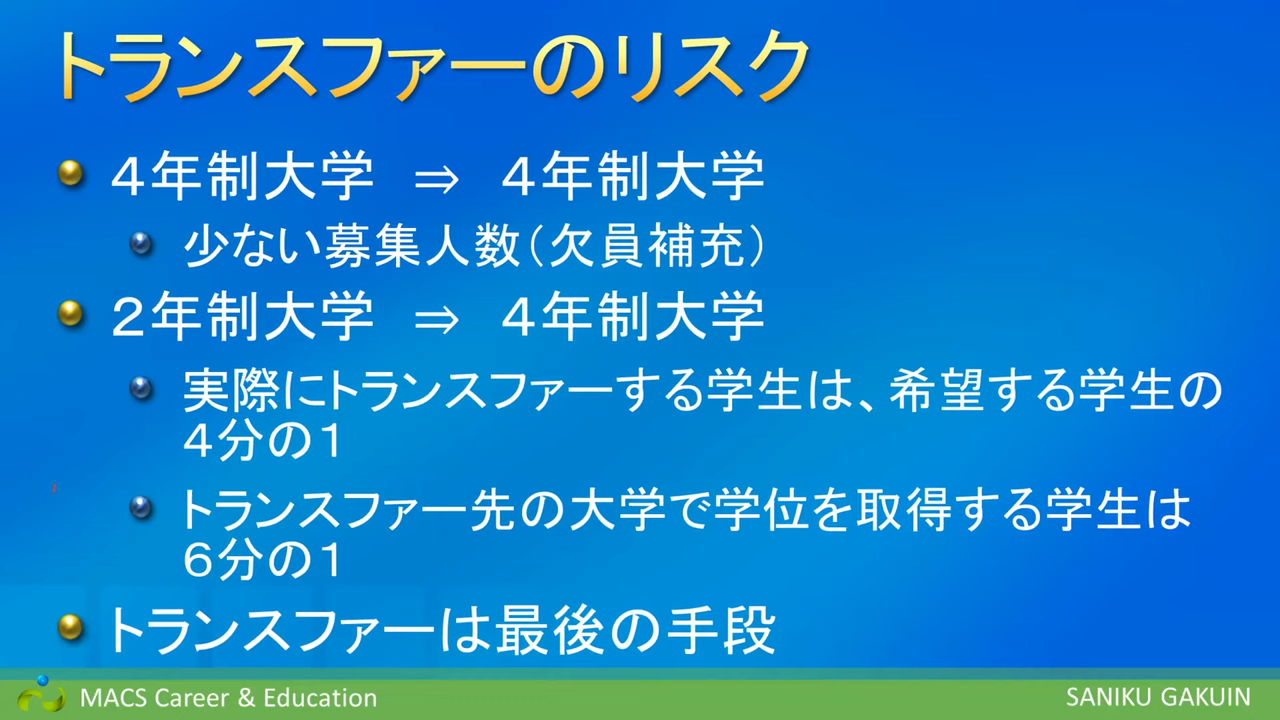 トランスファーのリスク
４年制大学　⇒　４年制大学
少ない募集人数（欠員補充）
２年制大学　⇒　４年制大学
実際にトランスファーする学生は、希望する学生の
４分の１
トランスファー先の大学で学位を取得する学生は
６分の１
トランスファーは最後の手段
MACS Career & Education
SANIKU GAKUIN